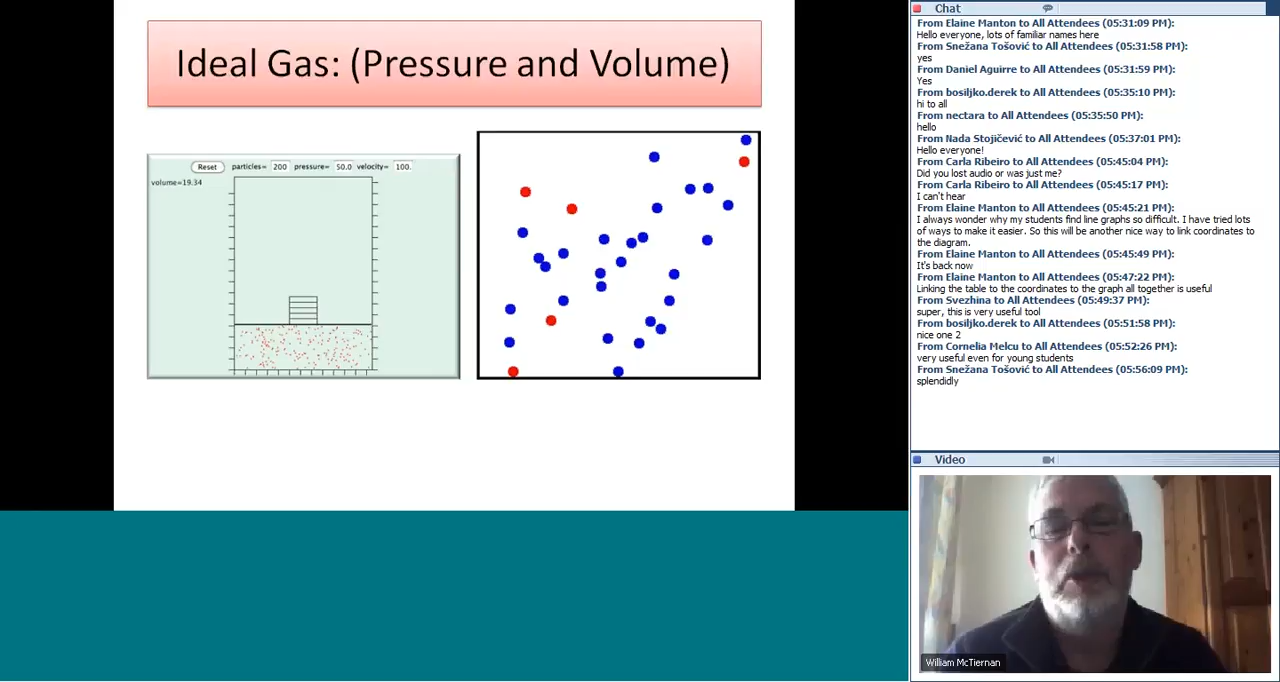 Ideal Gas: (Pressure and Volume)
Reset particles= 200 pressure= 50.0 velocity= 100.
volume=19.34
Chat
From Elaine Manton to All Attendees (05:31:09 PM):
Hello everyone, lots of familiar names here
From Snežana Tošović to All Attendees (05:31:58 PM):
yes
From Daniel Aguirre to All Attendees (05:31:59 PM):
Yes
From bosiljko.derek to All Attendees (05:35:10 PM):
hi to all
From nectara to All Attendees (05:35:50 PM):
hello
From Nada Stojičević to All Attendees (05:37:01 PM):
Hello everyone!
From Carla Ribeiro to All Attendees (05:45:04 PM):
Did you lost audio or was just me?
From Carla Ribeiro to All Attendees (05:45:17 PM):
I can't hear
From Elaine Manton to All Attendees (05:45:21 PM):
I always wonder why my students find line graphs so difficult. I have tried lots
of ways to make it easier. So this will be another nice way to link coordinates to
the diagram.
From Elaine Manton to All Attendees (05:45:49 PM):
It's back now
From Elaine Manton to All Attendees (05:47:22 PM):
Linking the table to the coordinates to the graph all together is useful
From Svezhina to All Attendees (05:49:37 PM):
super, this is very useful tool
From bosiljko.derek to All Attendees (05:51:58 PM):
nice one 2
From Cornelia Melcu to All Attendees (05:52:26 PM):
very useful even for young students
From Snežana Tošović to All Attendees (05:56:09 PM):
splendidly
Video
William McTiernan